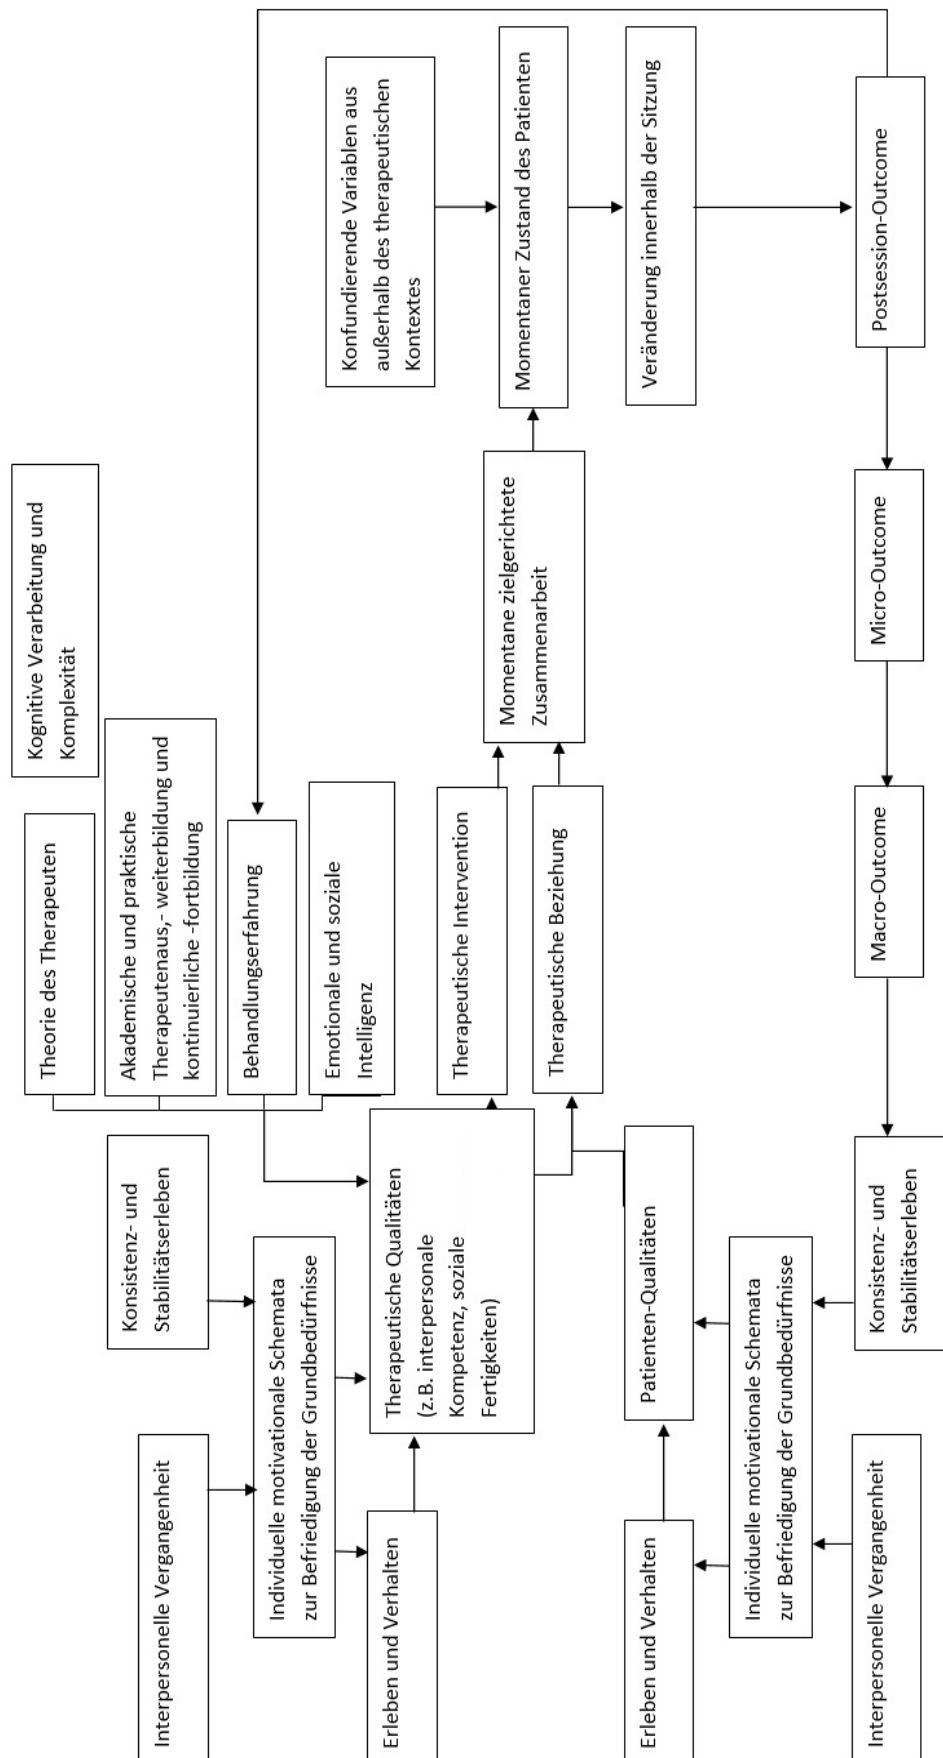 Interpersonelle Vergangenheit
Konsistenz- und
Stabilitätserleben
Theorie des Therapeuten
Kognitive Verarbeitung und
Komplexität
Akademische und praktische
Therapeutenaus,- weiterbildung und
kontinuierliche -fortbildung
Individuelle motivationale Schemata
zur Befriedigung der Grundbedürfnisse
Behandlungserfahrung
Emotionale und soziale
Intelligenz
Konfundierende Variablen aus
außerhalb des therapeutischen
Kontextes
Erleben und Verhalten
Therapeutische Qualitäten
(z.B. interpersonale
Kompetenz, soziale
Fertigkeiten)
Therapeutische Intervention
Momentane zielgerichtete
Zusammenarbeit
Momentaner Zustand des Patienten
Therapeutische Beziehung
Erleben und Verhalten
Patienten-Qualitäten
Veränderung innerhalb der Sitzung
Individuelle motivationale Schemata
zur Befriedigung der Grundbedürfnisse
Interpersonelle Vergangenheit
Konsistenz- und
Stabilitätserleben
Macro-Outcome
Micro-Outcome
Postsession-Outcome